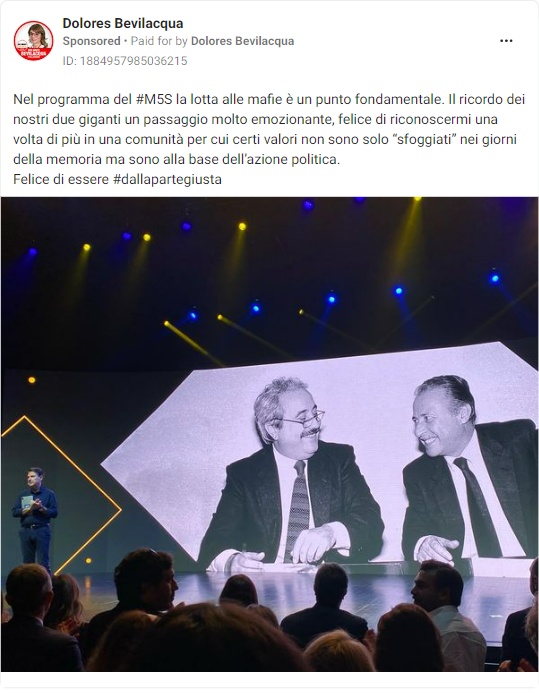 Dolores Bevilacqua
Sponsored • Paid for by Dolores Bevilacqua
ID: 1884957985036215
Nel programma del #M5S la lotta alle mafie è un punto fondamentale. Il ricordo dei
nostri due giganti un passaggio molto emozionante, felice di riconoscermi una
volta di più in una comunità per cui certi valori non sono solo “sfoggiati” nei giorni
della memoria ma sono alla base dell’azione politica.
Felice di essere #dallapartegiusta